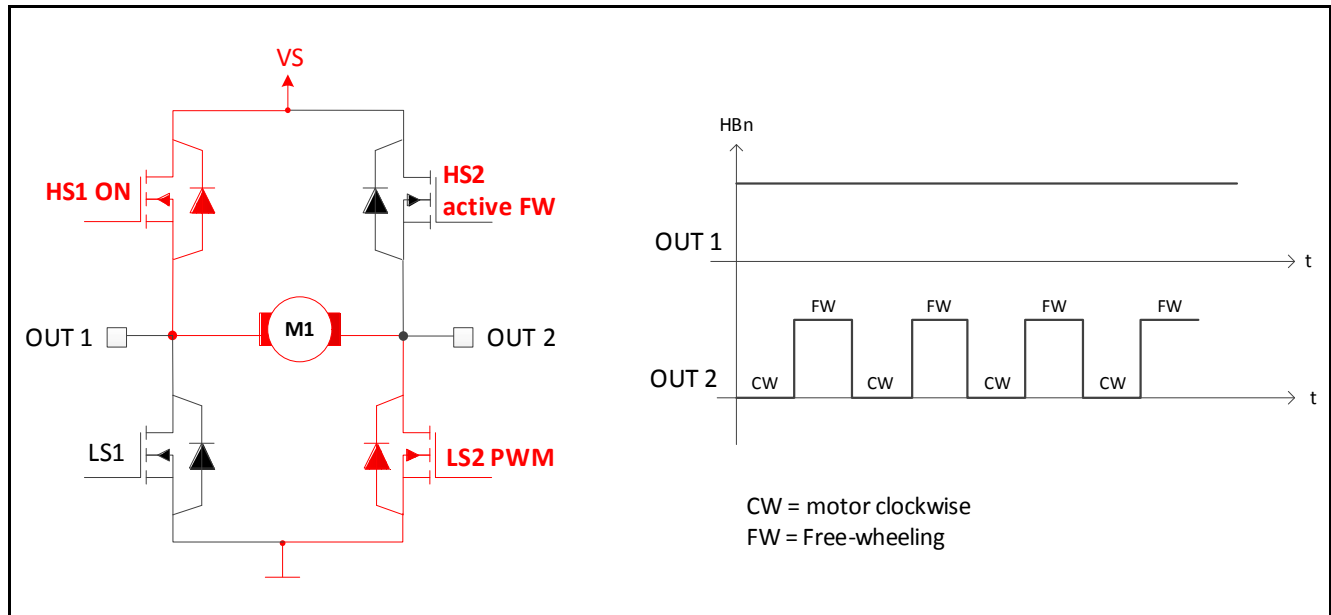 VS
HS1 ON
HS2
active FW
OUT 1
M1
OUT 2
LS1
LS2 PWM
HBn
OUT 1
t
FW
FW
FW
FW
OUT 2
CW
CW
CW
CW
t
CW = motor clockwise
FW = Free-wheeling